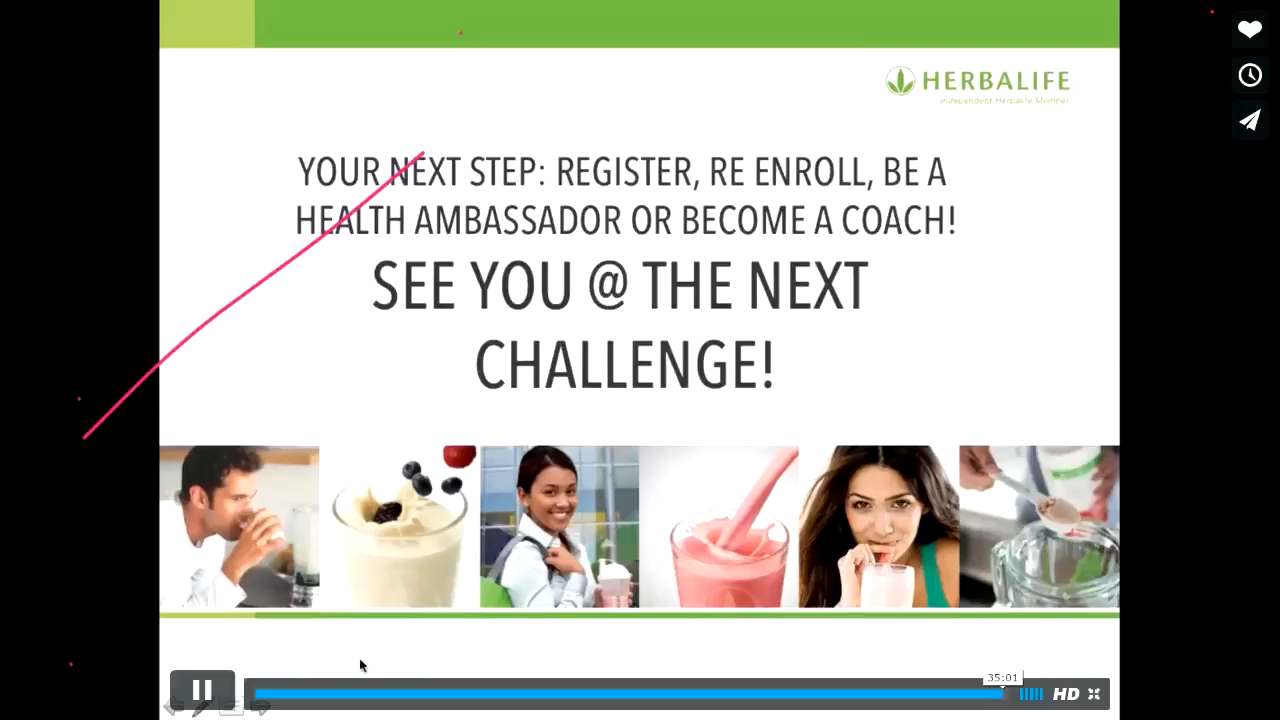 HERBALIFE
Independent Herbalife Member
YOUR NEXT STEP: REGISTER, RE ENROLL, BE A
HEALTH AMBASSADOR OR BECOME A COACH!
SEE YOU @ THE NEXT
CHALLENGE!
35:01
HD